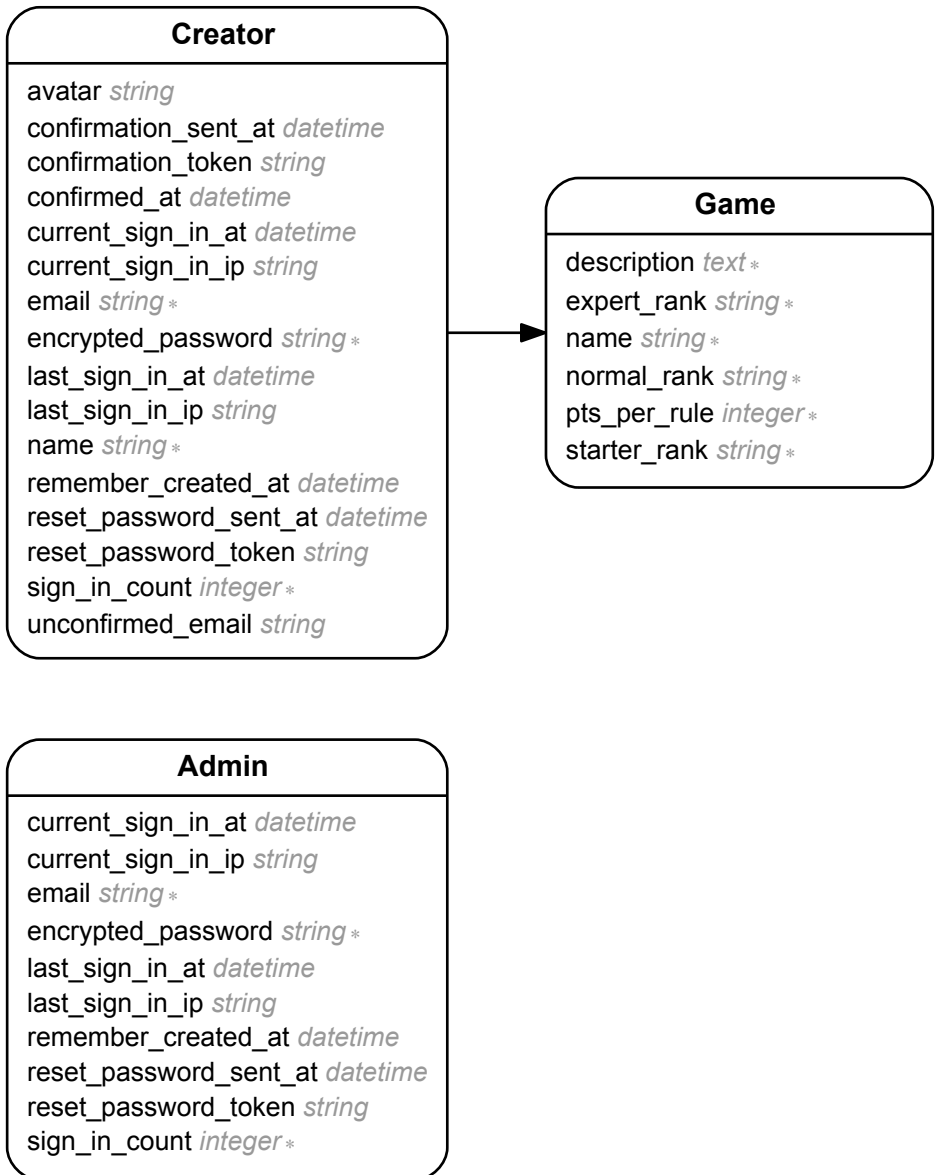 Creator
avatar string
confirmation_sent_at datetime
confirmation_token string
confirmed_at datetime
current_sign_in_at datetime
current_sign_in_ip string
email string *
encrypted_password string *
last_sign_in_at datetime
last_sign_in_ip string
name string *
remember_created_at datetime
reset_password_sent_at datetime
reset_password_token string
sign_in_count integer *
unconfirmed_email string
Game
description text *
expert_rank string *
name string *
normal_rank string *
pts_per_rule integer *
starter_rank string *
Admin
current_sign_in_at datetime
current_sign_in_ip string
email string *
encrypted_password string *
last_sign_in_at datetime
last_sign_in_ip string
remember_created_at datetime
reset_password_sent_at datetime
reset_password_token string
sign_in_count integer *